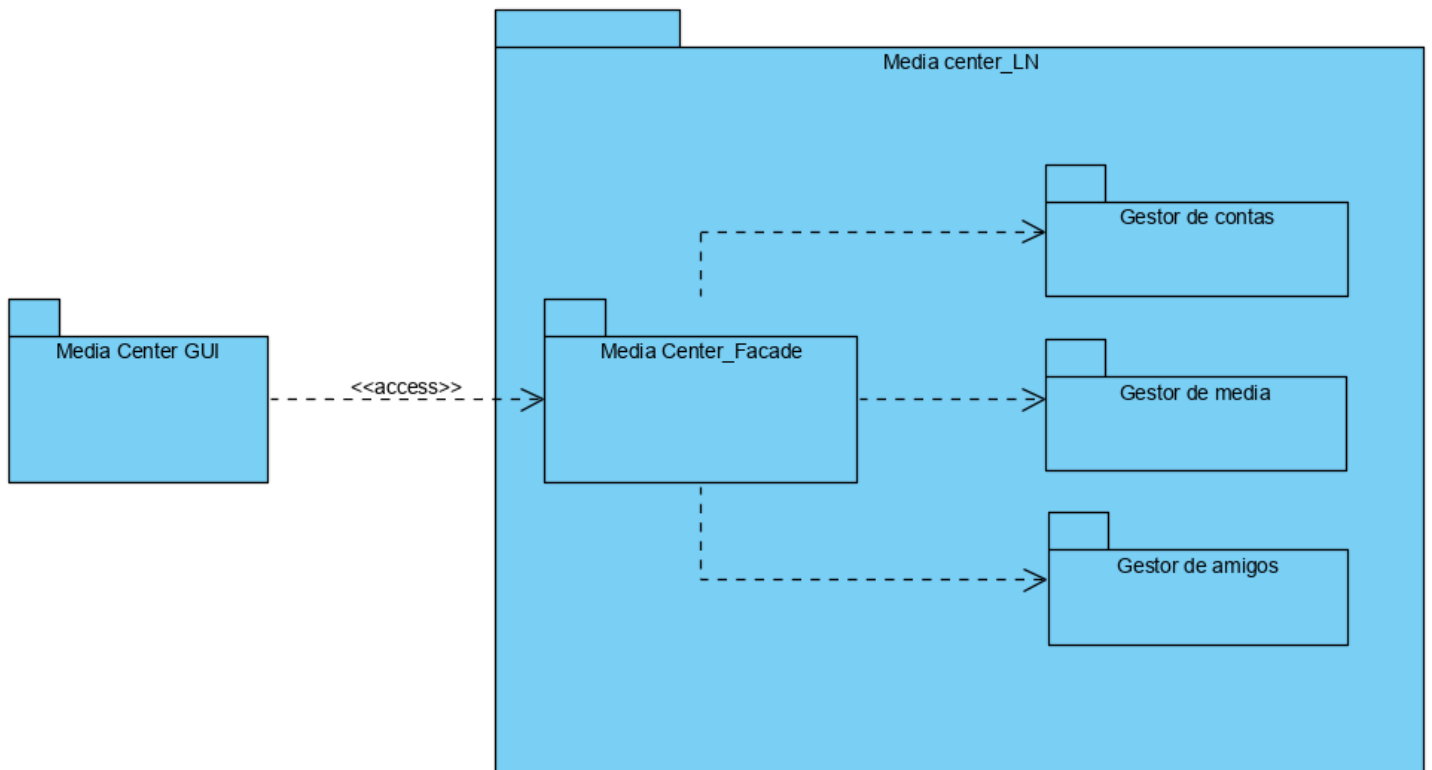 Media center_LN
Gestor de contas
Media Center GUI
<<access>>
Media Center_Facade
Gestor de media
Gestor de amigos